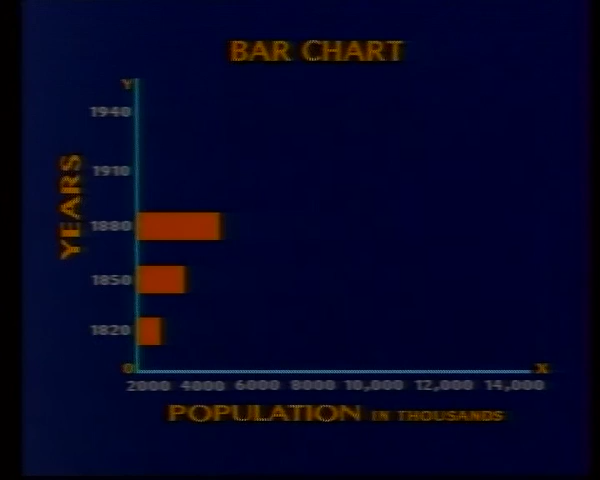 BAR CHART
Y
1940
1910
YEARS
1880
1850
1820
0
X
2000 4000 6000 8000 10,000 12,000 14,000
POPULATION IN THOUSANDS